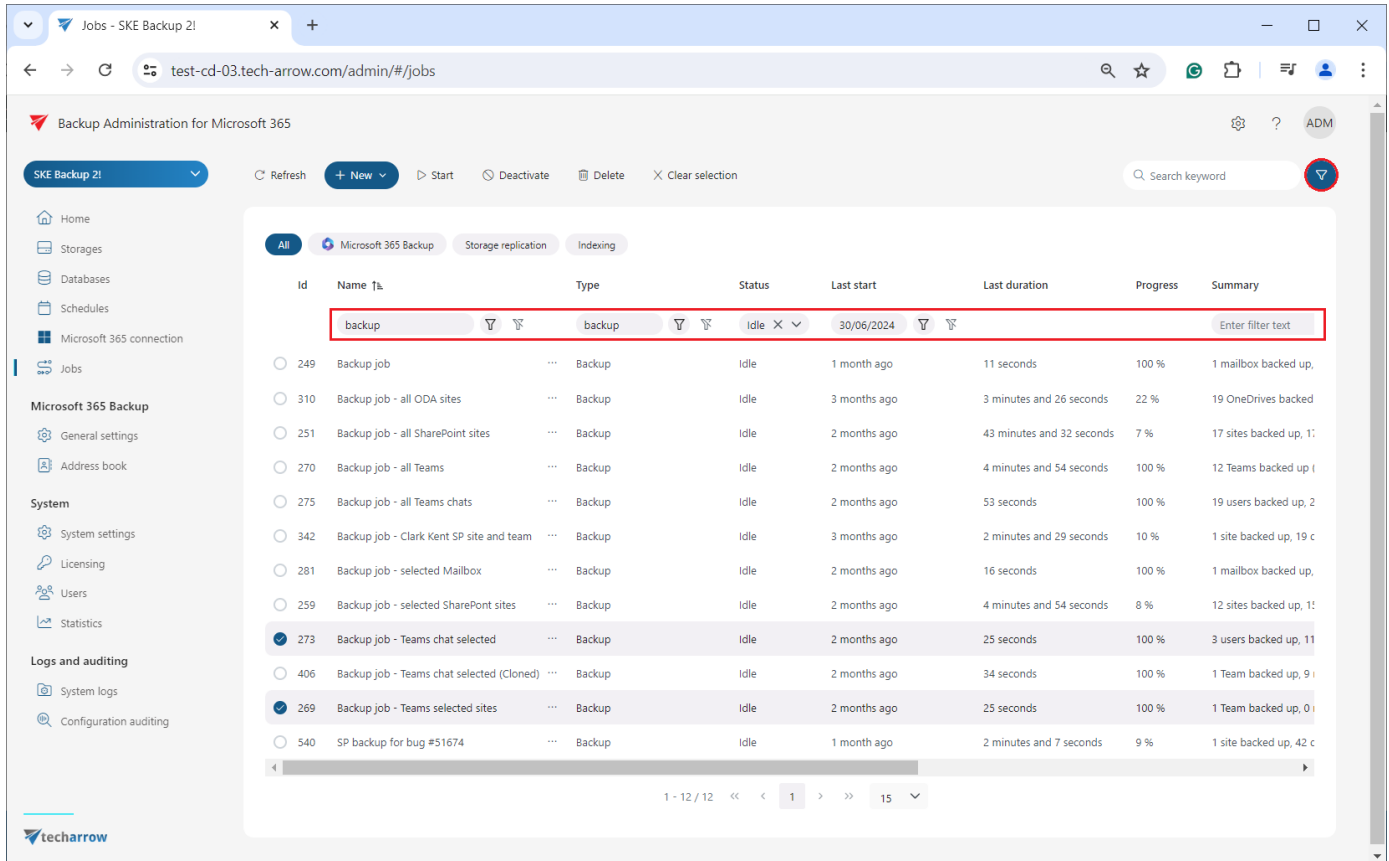 Jobs - SKE Backup 2!
test-cd-03.tech-arrow.com/admin/#/jobs
Backup Administration for Microsoft 365
ADM
SKE Backup 2!
Refresh
New
Start
Deactivate
Delete
Clear selection
Search keyword
Home
Storages
Databases
Schedules
Microsoft 365 connection
Jobs
Microsoft 365 Backup
General settings
Address book
System
System settings
Licensing
Users
Statistics
Logs and auditing
System logs
Configuration auditing
techarrow
All
Microsoft 365 Backup
Storage replication
Indexing
Id Name Type Status Last start Last duration Progress Summary
backup backup Idle 30/06/2024 Enter filter text
249 Backup job ... Backup Idle 1 month ago 11 seconds 100 % 1 mailbox backed up,
310 Backup job - all ODA sites ... Backup Idle 3 months ago 3 minutes and 26 seconds 22 % 19 OneDrives backed
251 Backup job - all SharePoint sites ... Backup Idle 2 months ago 43 minutes and 32 seconds 7 % 17 sites backed up,
270 Backup job - all Teams ... Backup Idle 2 months ago 4 minutes and 54 seconds 100 % 12 Teams backed up (
275 Backup job - all Teams chats ... Backup Idle 2 months ago 53 seconds 100 % 19 users backed up, 2
342 Backup job - Clark Kent SP site and team ... Backup Idle 3 months ago 2 minutes and 29 seconds 10 % 1 site backed up, 19
281 Backup job - selected Mailbox ... Backup Idle 2 months ago 16 seconds 100 % 1 mailbox backed up,
259 Backup job - selected SharePont sites ... Backup Idle 2 months ago 4 minutes and 54 seconds 8 % 12 sites backed up,
273 Backup job - Teams chat selected ... Backup Idle 2 months ago 25 seconds 100 % 3 users backed up, 11
406 Backup job - Teams chat selected (Cloned) ... Backup Idle 2 months ago 34 seconds 100 % 1 Team backed up, 9
269 Backup job - Teams selected sites ... Backup Idle 2 months ago 25 seconds 100 % 1 Team backed up, 0
540 SP backup for bug #51674 ... Backup Idle 1 month ago 2 minutes and 7 seconds 9 % 1 site backed up, 42
1 - 12 / 12 << < 1 > >> 15